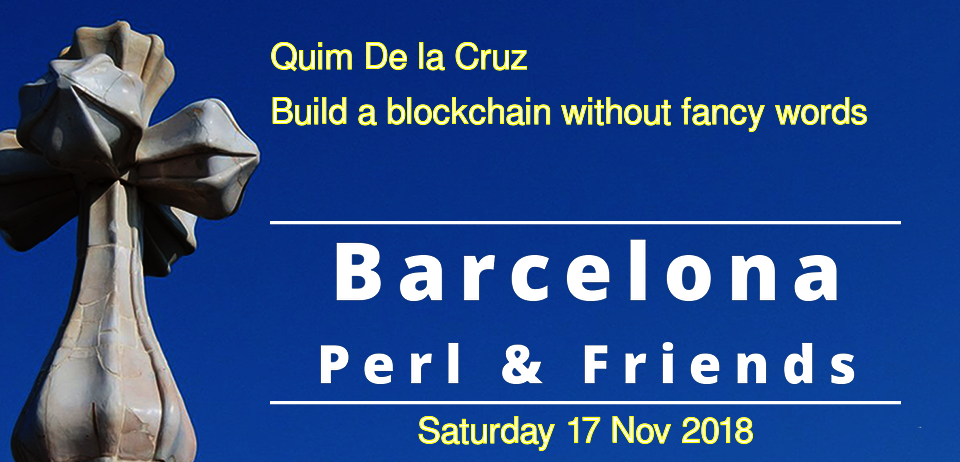 Quim De la Cruz
Build a blockchain without fancy words
Barcelona
Perl & Friends
Saturday 17 Nov 2018